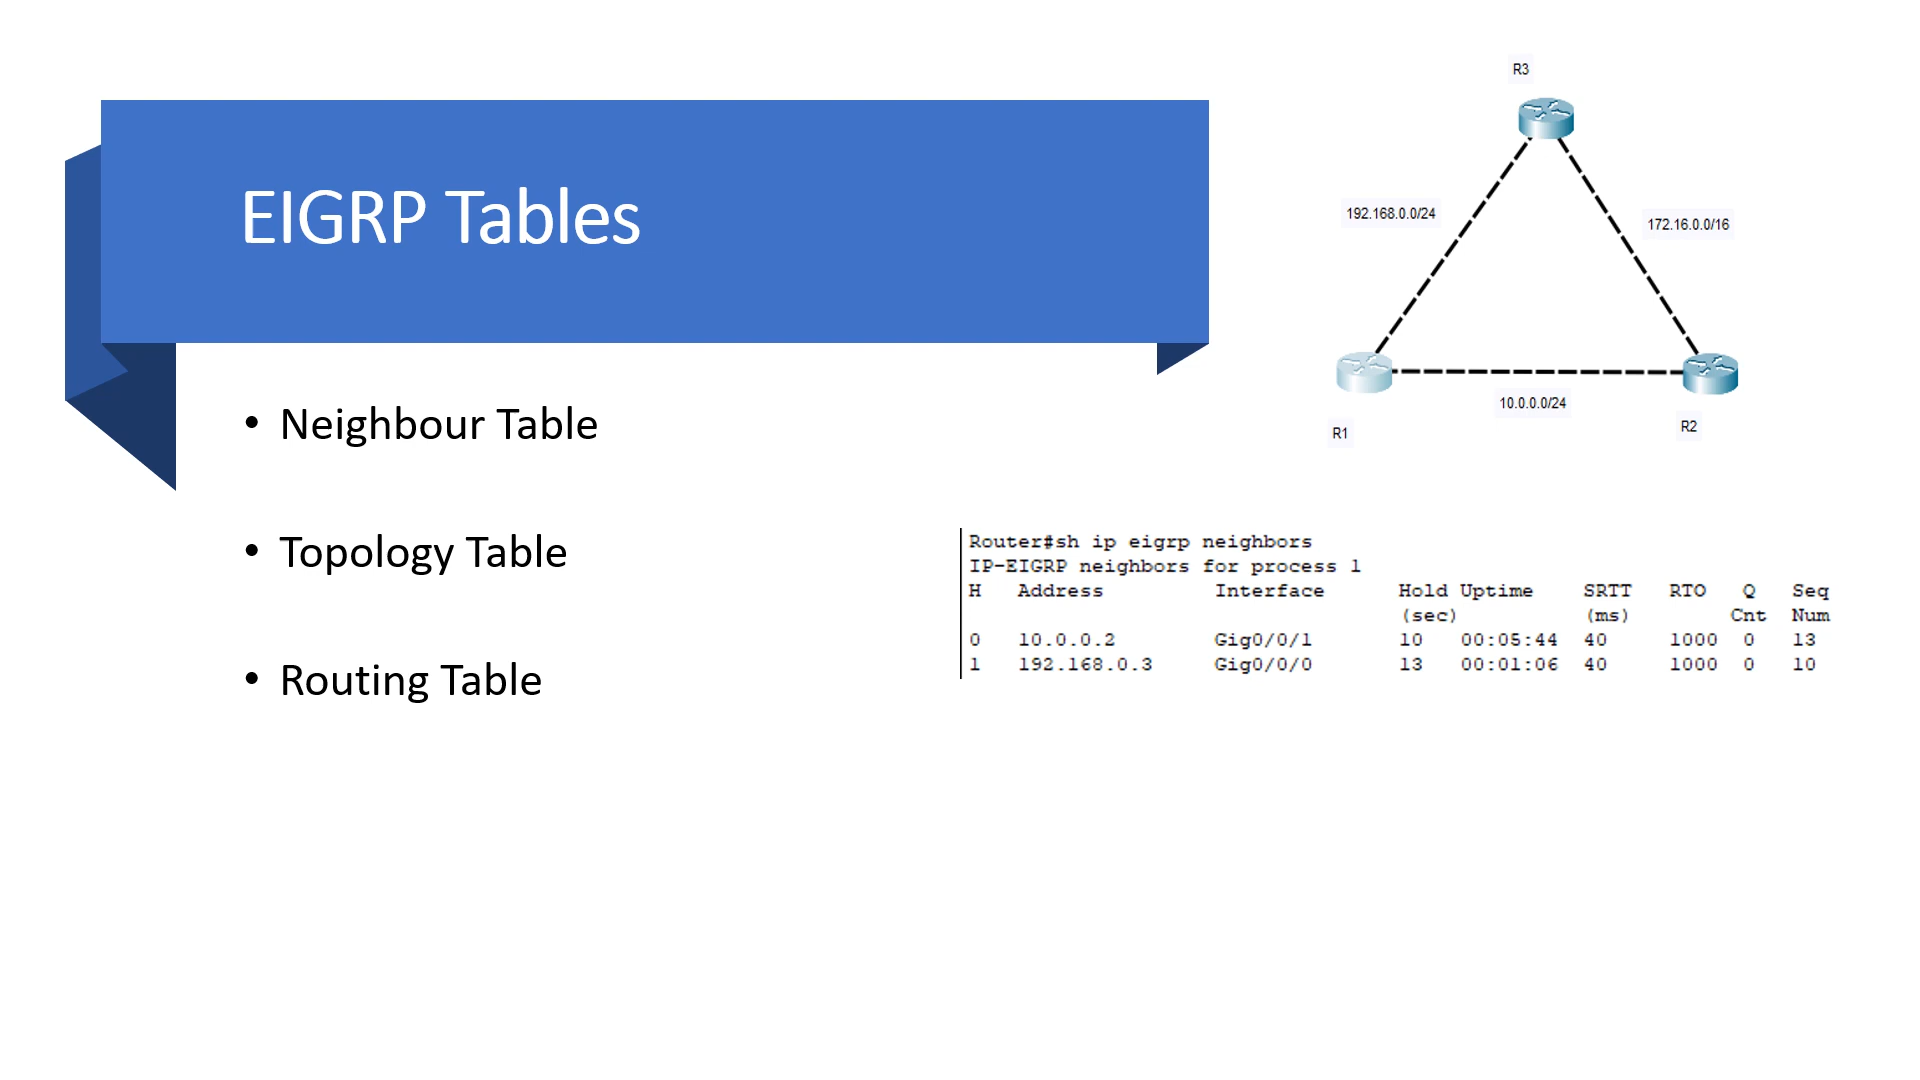 EIGRP Tables
• Neighbour Table
• Topology Table
• Routing Table
R3
192.168.0.0/24
172.16.0.0/16
10.0.0.0/24
R1
R2
Router#sh ip eigrp neighbors
IP-EIGRP neighbors for process 1
H Address Interface Hold Uptime SRTT RTO Q Seq
(sec) (ms) Cnt Num
0 10.0.0.2 Gig0/0/1 10 00:05:44 40 1000 0 13
1 192.168.0.3 Gig0/0/0 13 00:01:06 40 1000 0 10